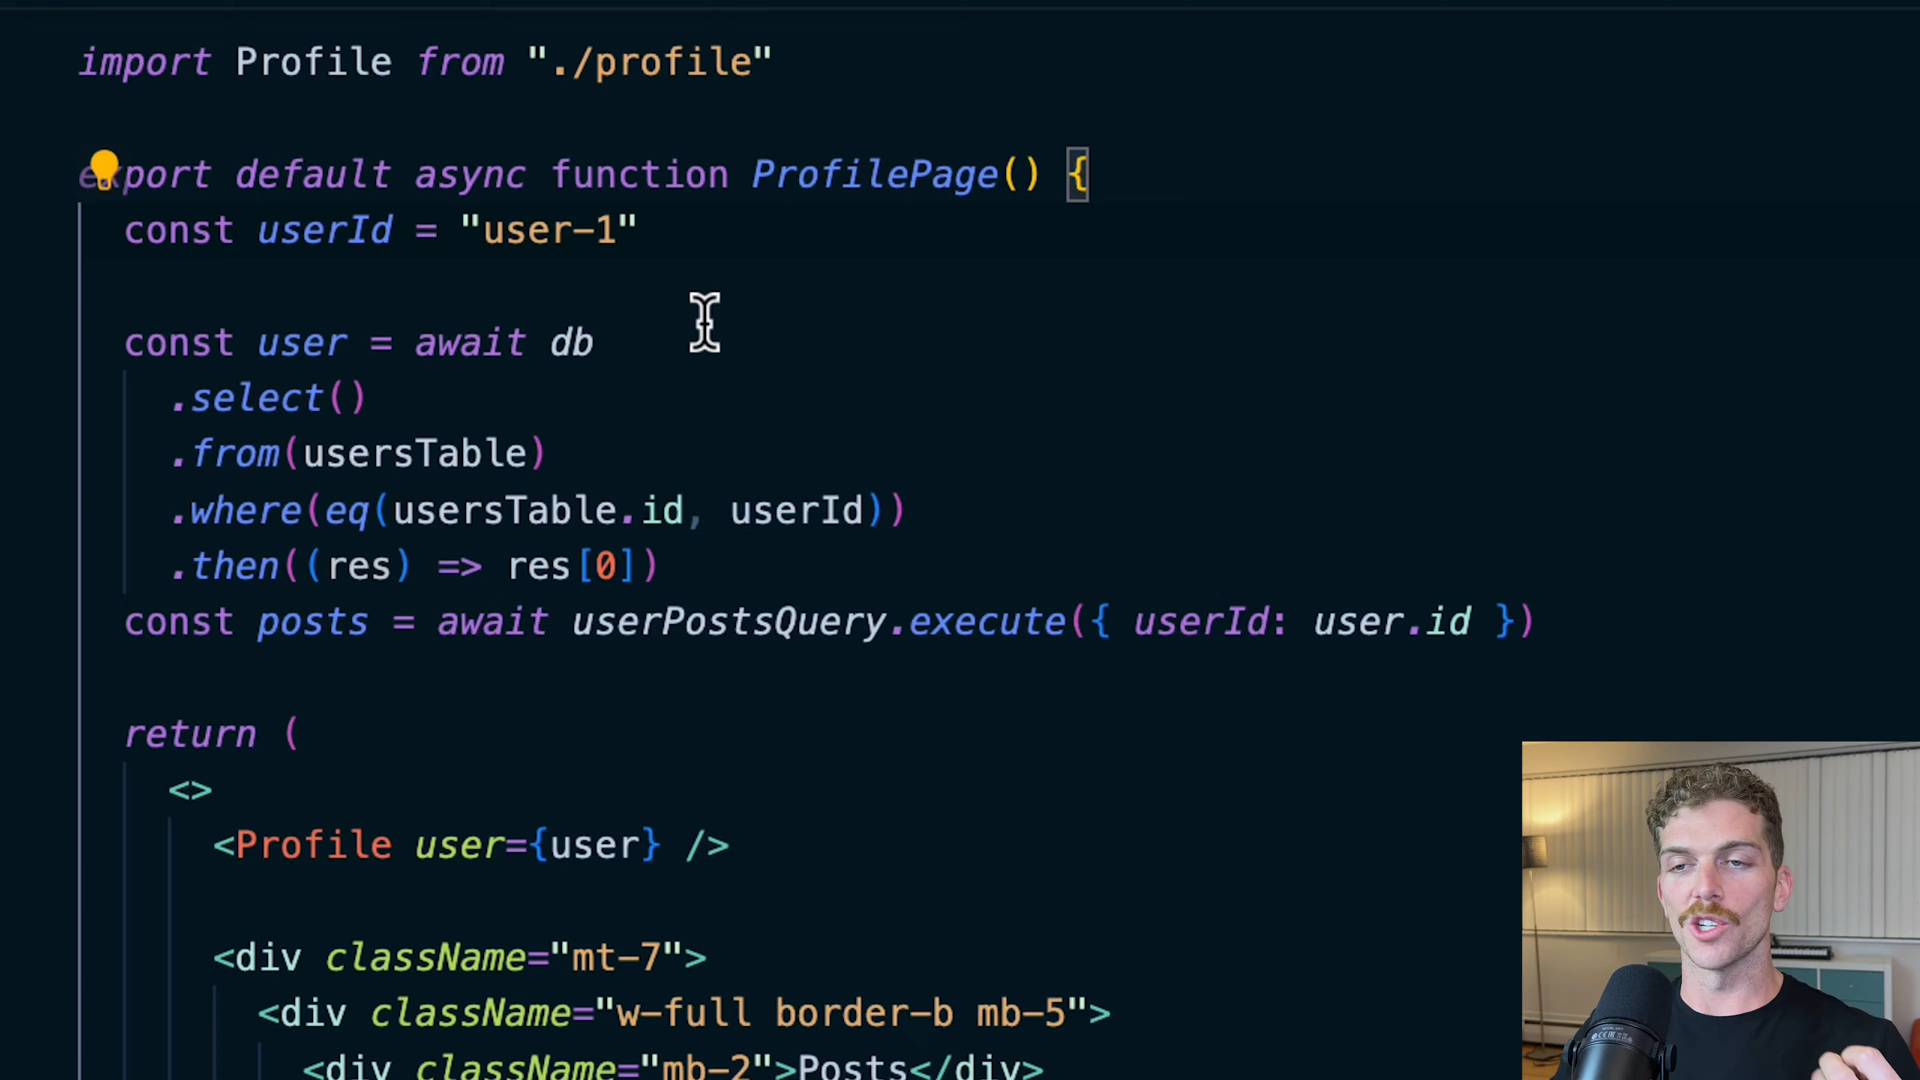 import Profile from "./profile"
export default async function ProfilePage() {
const userId = "user-1"
const user = await db
.select()
.from(usersTable)
.where(eq(usersTable.id, userId))
.then((res) => res[0])
const posts = await userPostsQuery.execute({ userId: user.id })
return (
<>
<Profile user={user} />
<div className="mt-7">
<div className="w-full border-b mb-5">
<div className="mb-2">Posts</div>